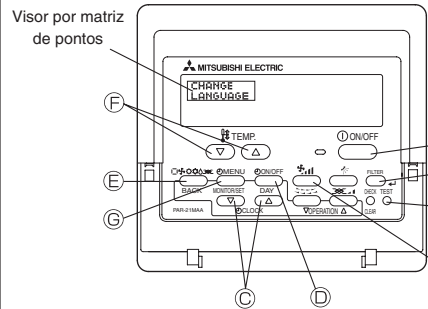 Visor por matriz
de pontos
MITSUBISHI ELECTRIC
CHANGE
LANGUAGE
F
TEMP.
ON/OFF
E
MENU
ON/OFF
FILTER
BACK
MONITOR/SET
DAY
CHECK TEST
PAR-21MAA
CLOCK
OPERATION
CLEAR
G
C
D